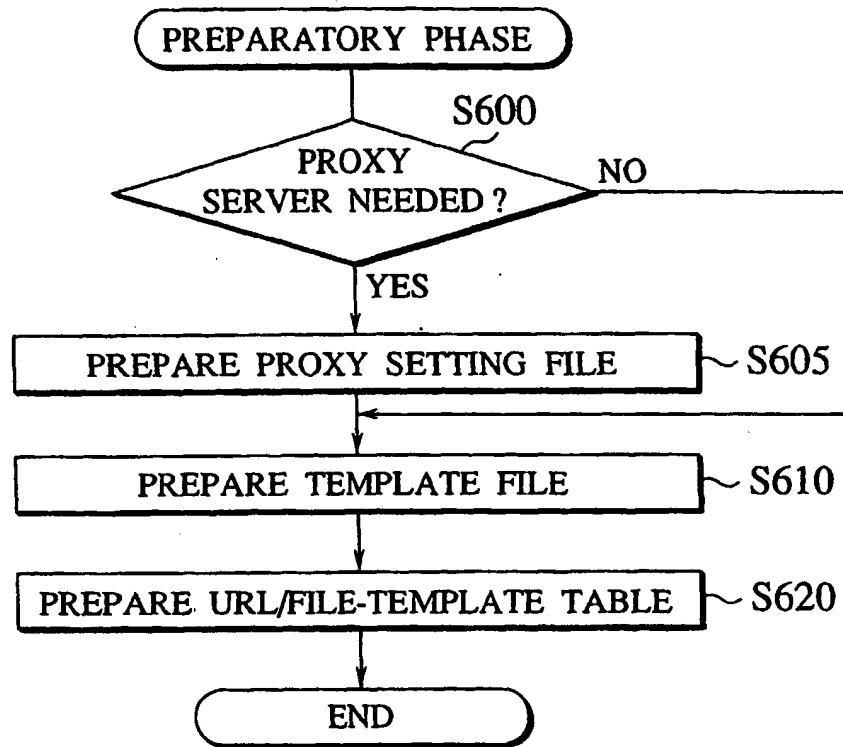 PREPARATORY PHASE
S600
PROXY
SERVER NEEDED?
NO
YES
PREPARE PROXY SETTING FILE
S605
PREPARE TEMPLATE FILE
S610
PREPARE URL/FILE-TEMPLATE TABLE
S620
END